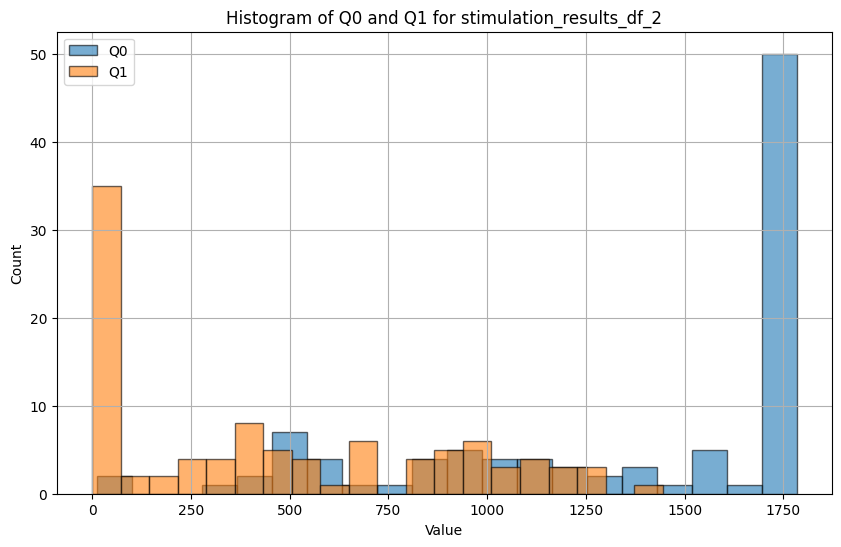 Histogram of Q0 and Q1 for stimulation_results_df_2
Q0
Q1
50
40
30
20
10
0
Count
0 250 500 750 1000 1250 1500 1750
Value